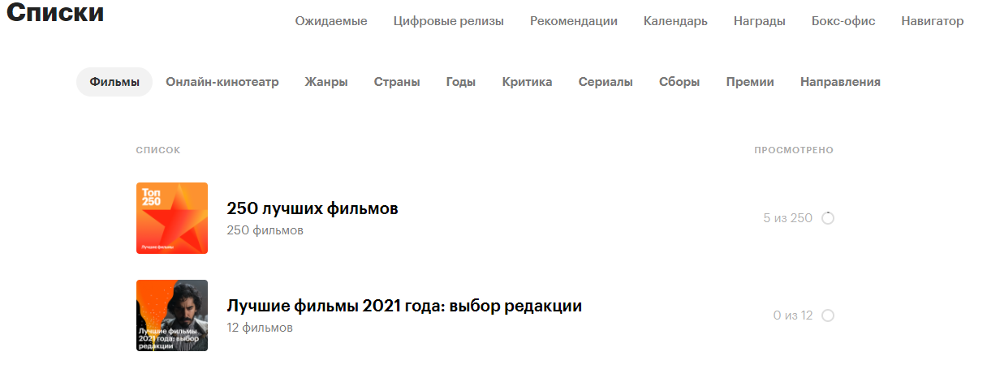 Списки
Ожидаемые Цифровые релизы Рекомендации Календарь Награды Бокс-офис Навигатор
Фильмы Онлайн-кинотеатр Жанры Страны Годы Критика Сериалы Сборы Премии Направления
СПИСОК ПРОСМОТРЕНО
Топ
250
Лучшие фильмы
250 лучших фильмов
250 фильмов
5 из 250
Лучшие фильмы
2021 года: выбор
редакции
Лучшие фильмы 2021 года: выбор редакции
12 фильмов
0 из 12